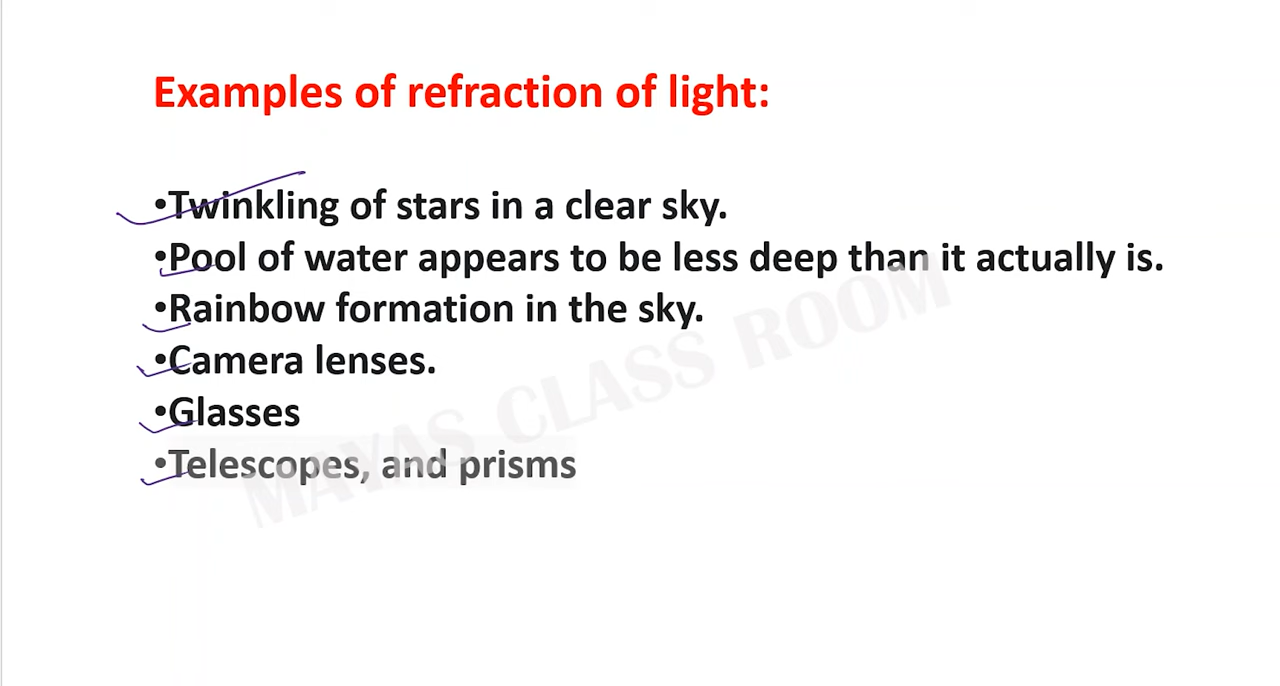 Examples of refraction of light:
•Twinkling of stars in a clear sky.
•Pool of water appears to be less deep than it actually is.
•Rainbow formation in the sky.
•Camera lenses.
•Glasses
•Telescopes, and prisms
MAYAS CLASS ROOM